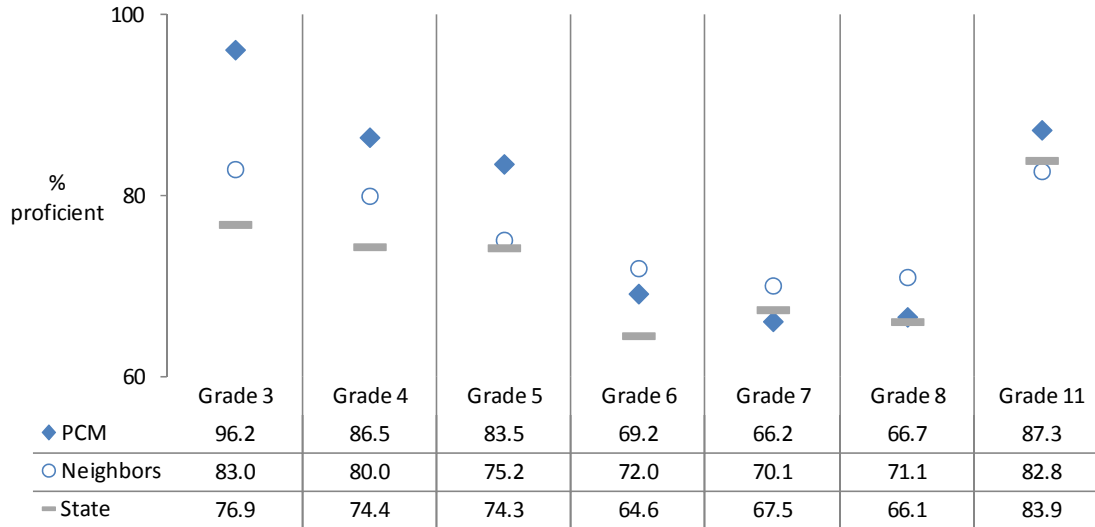 100
80
60
%
proficient
Grade 3 Grade 4 Grade 5 Grade 6 Grade 7 Grade 8 Grade 11
PCM 96.2 86.5 83.5 69.2 66.2 66.7 87.3
Neighbors 83.0 80.0 75.2 72.0 70.1 71.1 82.8
State 76.9 74.4 74.3 64.6 67.5 66.1 83.9